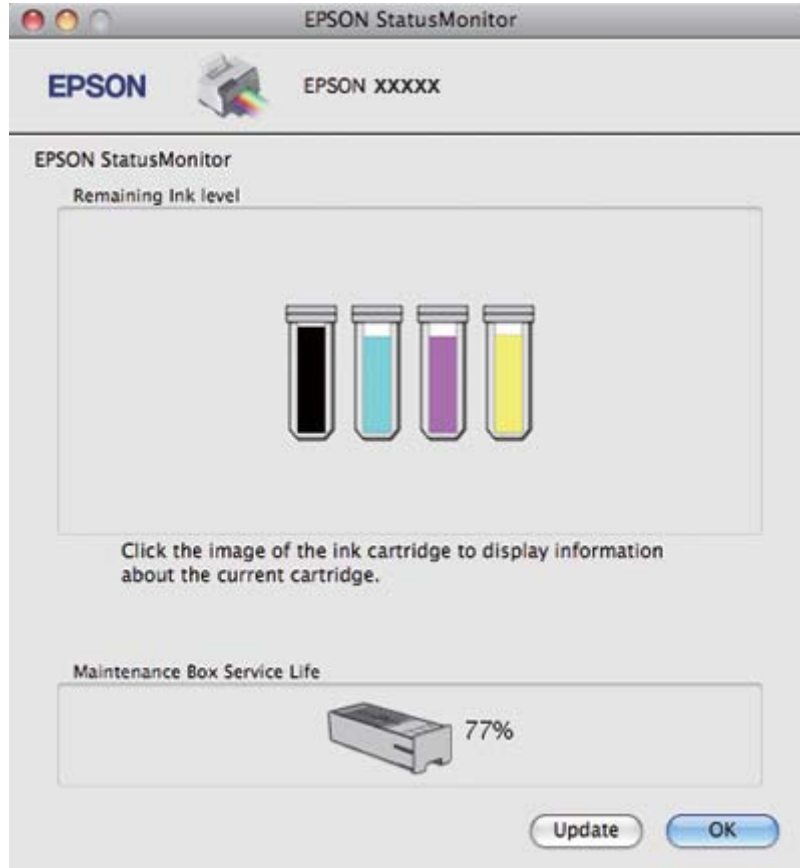 EPSON StatusMonitor
EPSON
EPSON XXXXX
EPSON StatusMonitor
Remaining Ink level
Click the image of the ink cartridge to display information
about the current cartridge.
Maintenance Box Service Life
77%
Update
OK